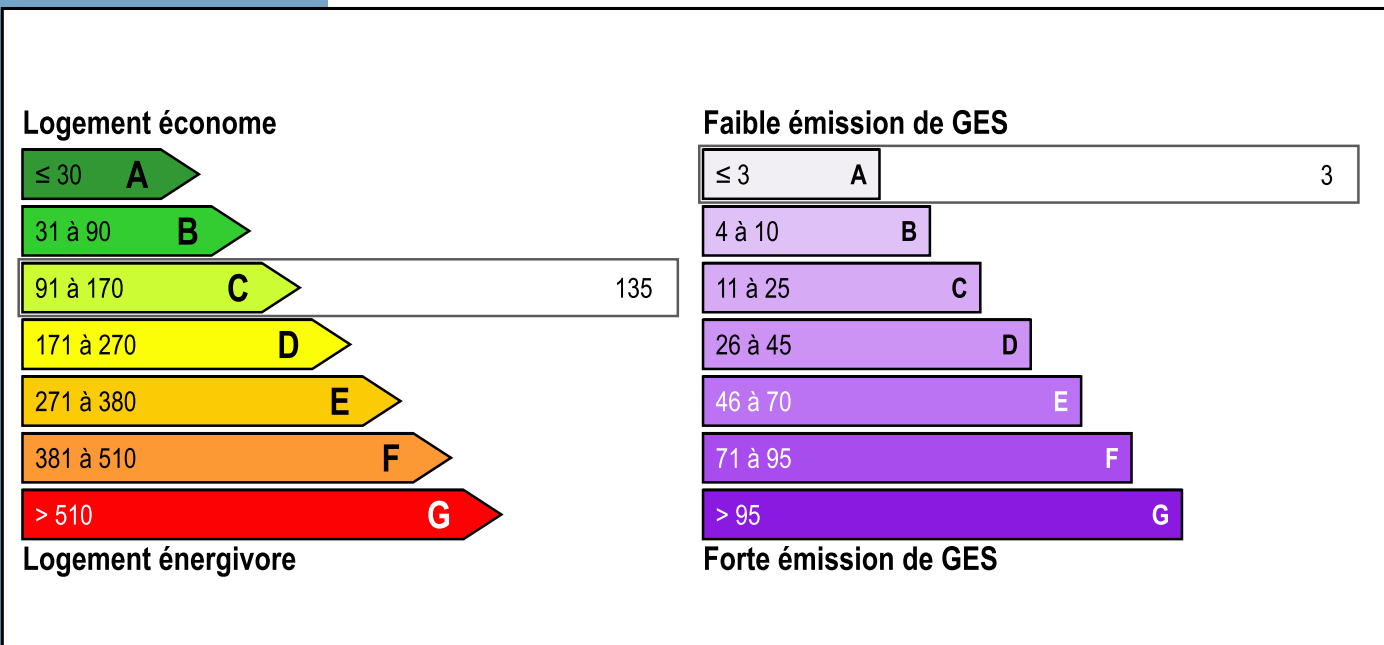 Logement économe
≤ 30 A
31 à 90 B
91 à 170 C 135
171 à 270 D
271 à 380 E
381 à 510 F
> 510 G
Logement énergivore
Faible émission de GES
≤ 3 A 3
4 à 10 B
11 à 25 C
26 à 45 D
46 à 70 E
71 à 95 F
> 95 G
Forte émission de GES